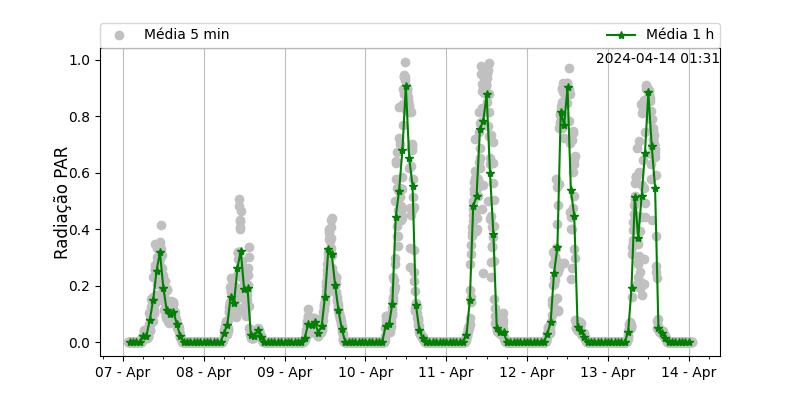 Média 5 min
Média 1 h
2024-04-14 01:31
Radiação PAR
1.0
0.8
0.6
0.4
0.2
0.0
07 - Apr
08 - Apr
09 - Apr
10 - Apr
11 - Apr
12 - Apr
13 - Apr
14 - Apr